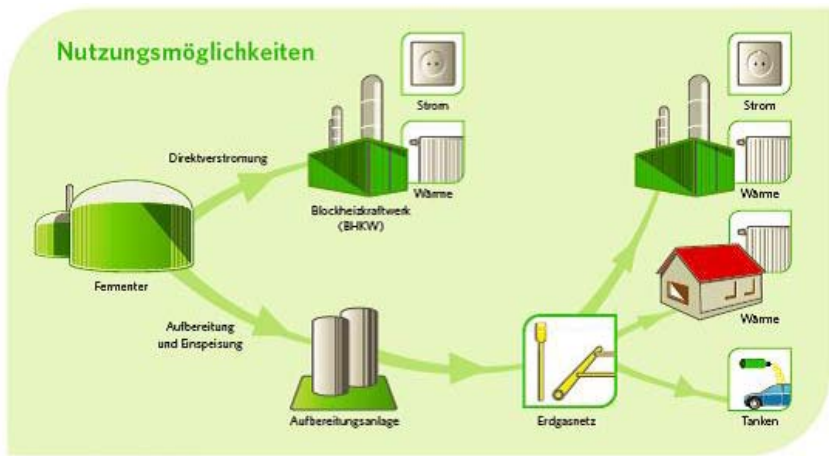 Nutzungsmöglichkeiten
Strom
Direktverstromung
Wärme
Blockheizkraftwerk
(BHKW)
Fermenter
Aufbereitung
und Einspeisung
Aufbereitungsanlage
Erdgasnetz
Strom
Wärme
Wärme
Tanken